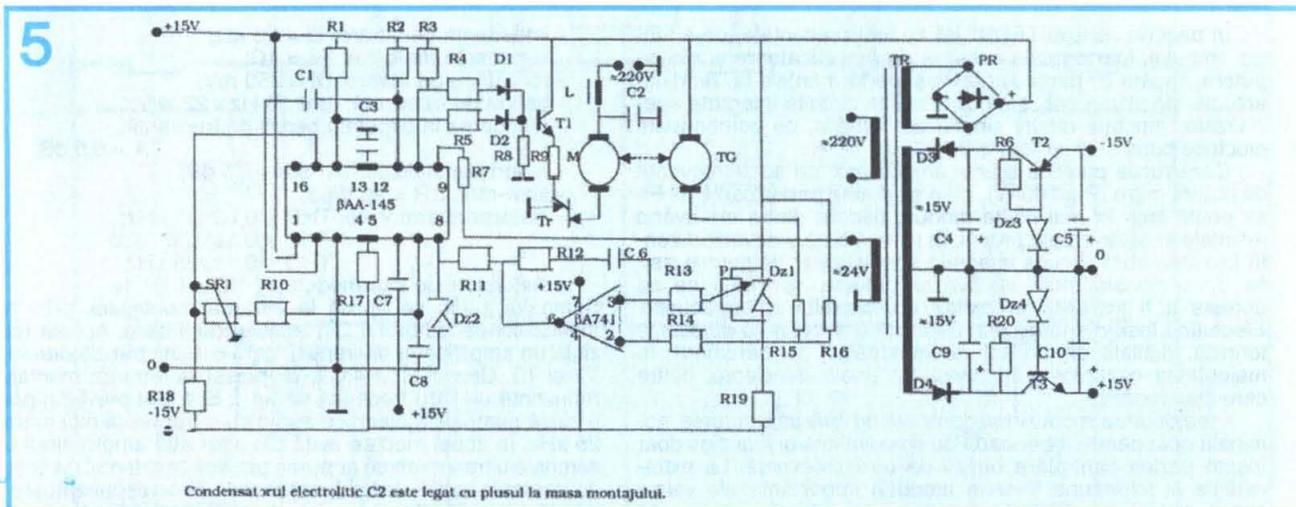 5
+15V R1 R2 R3 TR PR
C1 R4 D1 ≈220V
C3 L C2 +
D2 T1 ≈220V D3 R6 T2 +15V
R5 R8 R9 M TG
16 13 12 9 R7 Dz3
βAA-145 Tr ≈15V C4 C5
1 4 5 8
R12 C6 ≈24V 0
SR1 R10 R17 C7 R11 +15V R13 P Dz1
Dz2 7 3 Dz4
6 βA741 R14 ≈15V R20
0 2 R15 R16 C9 C10
C8 + T3 +15V
R18 R19 D4
-15V +15V
Condensatorul electrolitic C2 este legat cu plusul la masa montajului.